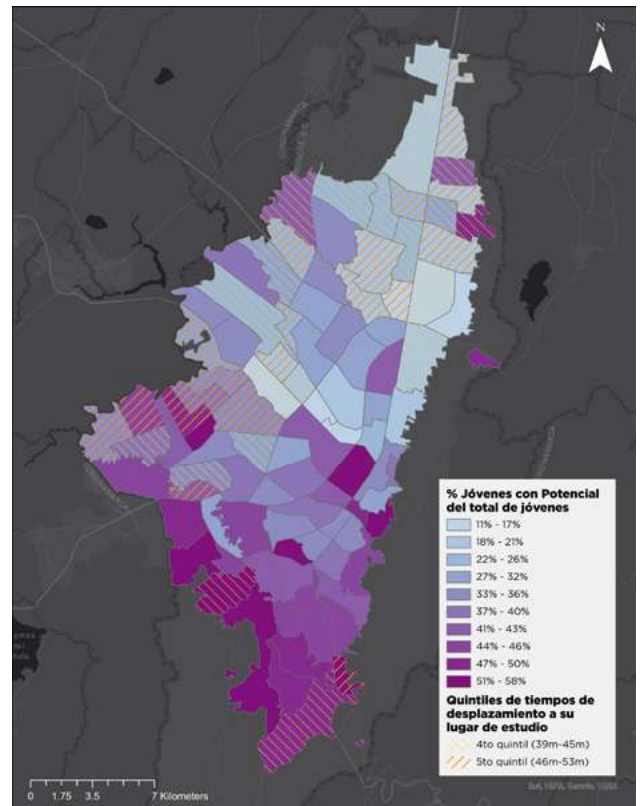 N
% Jóvenes con Potencial
del total de jóvenes
11% - 17%
18% - 21%
22% - 26%
27% - 32%
33% - 36%
37% - 40%
41% - 43%
44% - 46%
47% - 50%
51% - 58%
Quintiles de tiempos de
desplazamiento a su
lugar de estudio
4to quintil (39m-45m)
5to quintil (46m-53m)
0 1.75 3.5 7 Kilometers